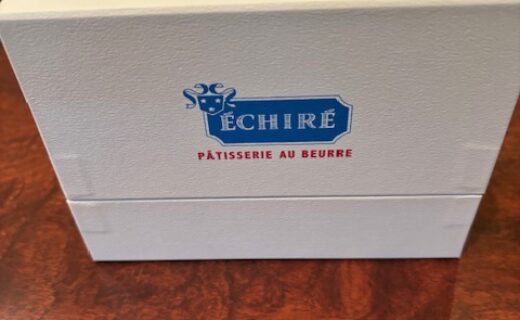 ÉCHIRÉ
PÂTISSERIE AU BEURRE